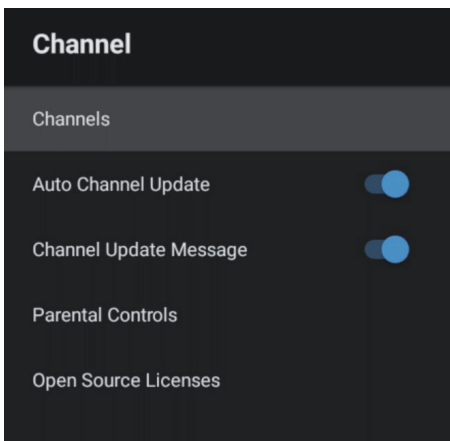 Channel
Channels
Auto Channel Update
Channel Update Message
Parental Controls
Open Source Licenses